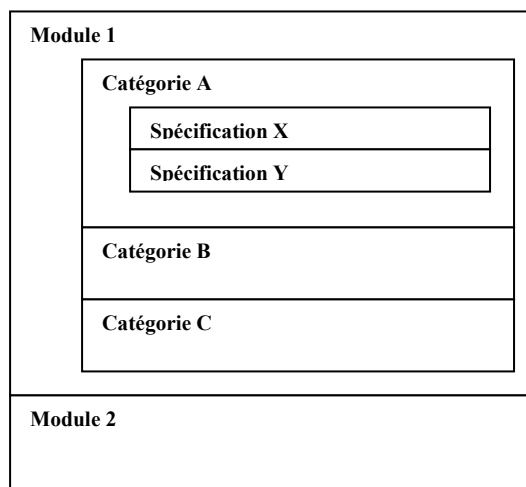 Module 1
Catégorie A
Spécification X
Spécification Y
Catégorie B
Catégorie C
Module 2